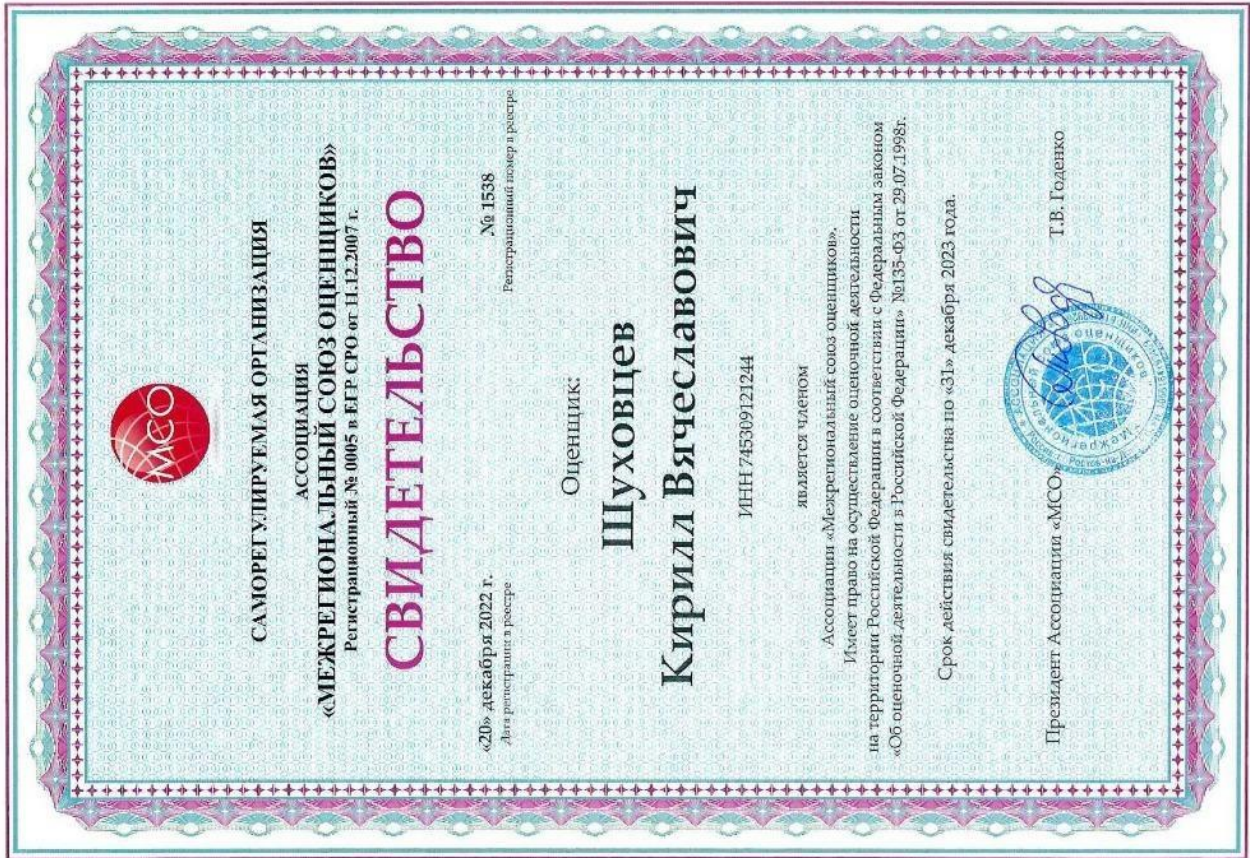 МСО
САМОРЕГУЛИРУЕМАЯ ОРГАНИЗАЦИЯ
АССОЦИАЦИЯ
«МЕЖРЕГИОНАЛЬНЫЙ СОЮЗ ОЦЕНЩИКОВ»
Регистрационный № 0005 в ЕГР СРО от 11.12.2007 г.
СВИДЕТЕЛЬСТВО
«20» декабря 2022 г.
№ 1538
Дата регистрации в реестре
Регистрационный номер в реестре
Оценщик:
Шуховцев
Кирилл Вячеславович
ИНН 745309121244
является членом
Ассоциации «Межрегиональный союз оценщиков».
Имеет право на осуществление оценочной деятельности
на территории Российской Федерации в соответствии с Федеральным законом
«Об оценочной деятельности в Российской Федерации» №135-ФЗ от 29.07.1998г.
Срок действия свидетельства по «31» декабря 2023 года.
Президент Ассоциации «МСО»
Т.В. Годенко